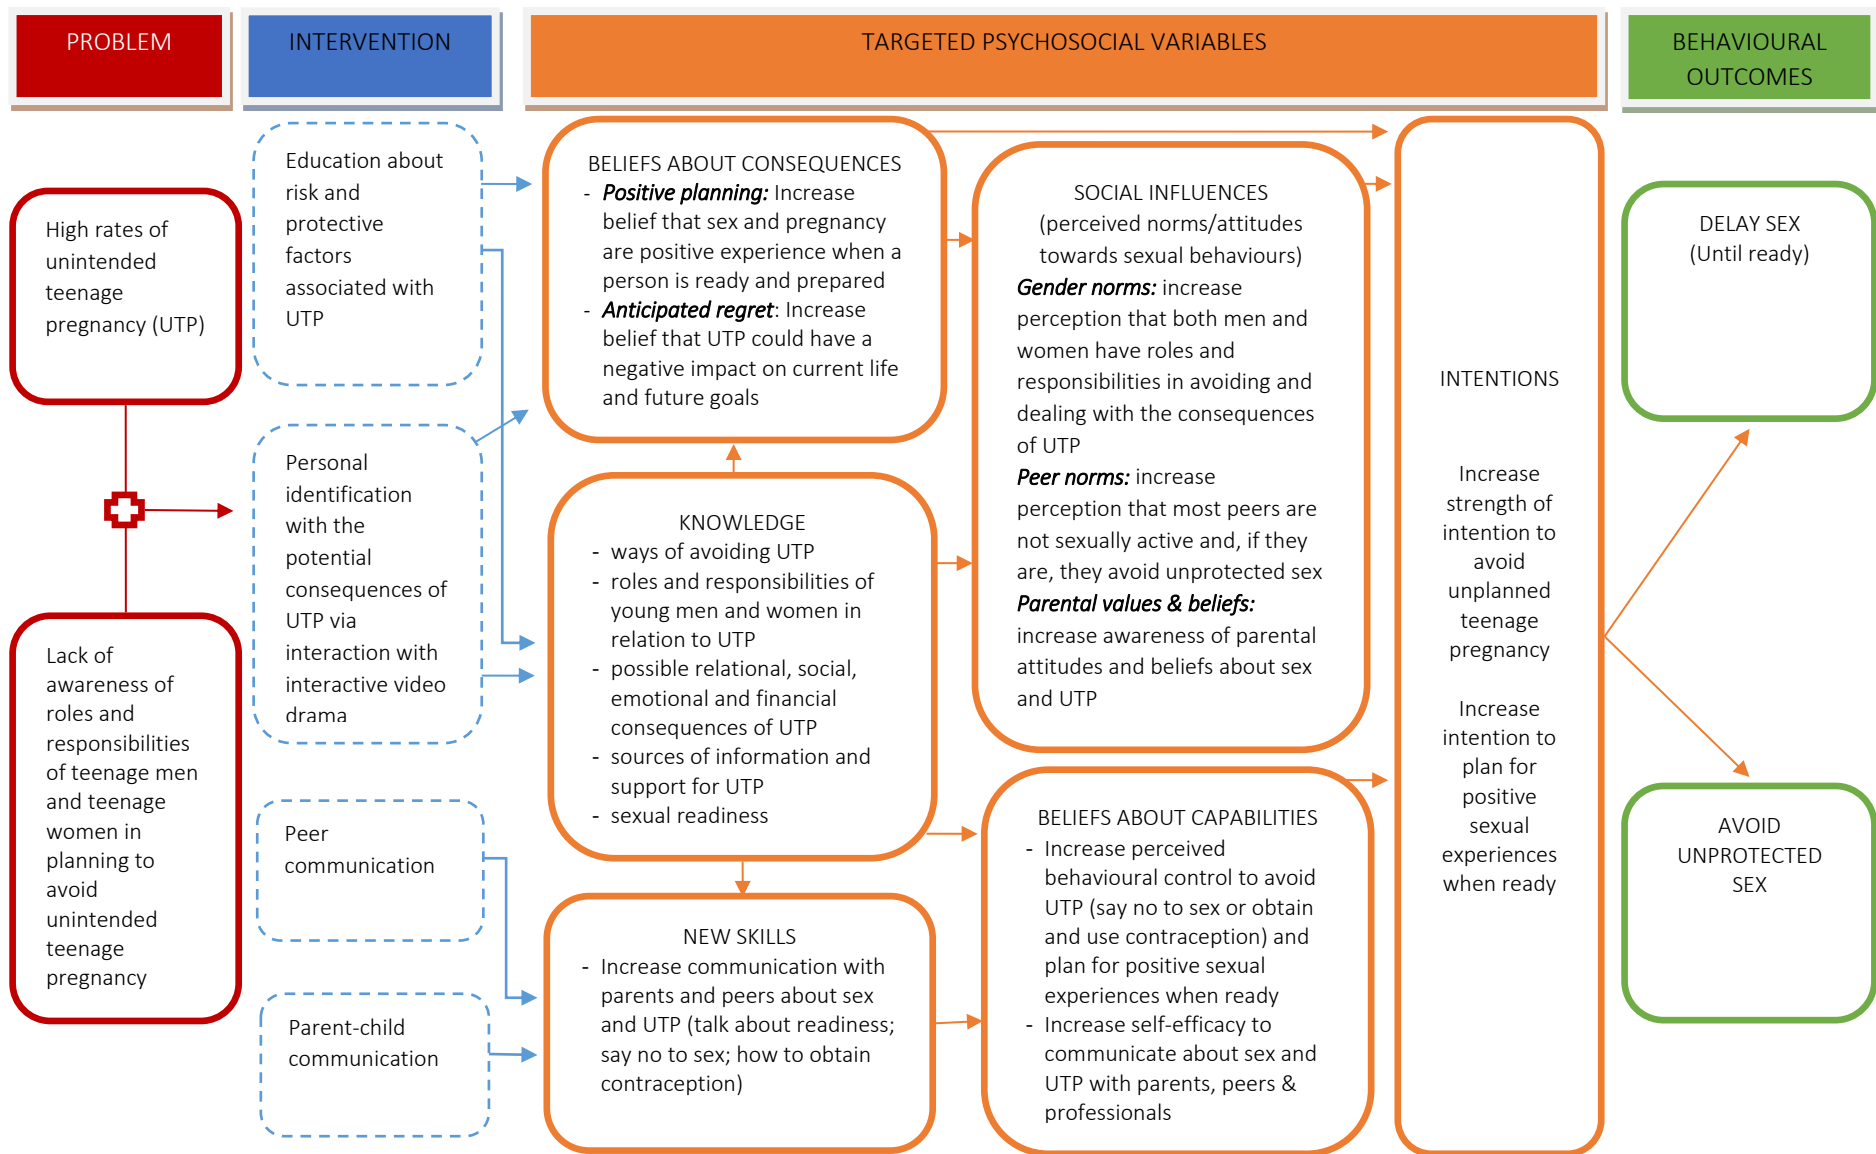 PROBLEM
INTERVENTION
TARGETED PSYCHOSOCIAL VARIABLES
BEHAVIOURAL
OUTCOMES
High rates of
unintended
teenage
pregnancy (UTP)
Lack of
awareness of
roles and
responsibilities
of teenage men
and teenage
women in
planning to
avoid
unintended
teenage
pregnancy
Education about
risk and
protective
factors
associated with
UTP
Personal
identification
with the
potential
consequences of
UTP via
interaction with
interactive video
drama
Peer
communication
Parent-child
communication
BELIEFS ABOUT CONSEQUENCES
- Positive planning: Increase
belief that sex and pregnancy
are positive experience when a
person is ready and prepared
- Anticipated regret: Increase
belief that UTP could have a
negative impact on current life
and future goals
KNOWLEDGE
- ways of avoiding UTP
- roles and responsibilities of
young men and women in
relation to UTP
- possible relational, social,
emotional and financial
consequences of UTP
- sources of information and
support for UTP
- sexual readiness
NEW SKILLS
- Increase communication with
parents and peers about sex
and UTP (talk about readiness;
say no to sex; how to obtain
contraception)
SOCIAL INFLUENCES
(perceived norms/attitudes
towards sexual behaviours)
Gender norms: increase
perception that both men and
women have roles and
responsibilities in avoiding and
dealing with the consequences
of UTP
Peer norms: increase
perception that most peers are
not sexually active and, if they
are, they avoid unprotected sex
Parental values & beliefs:
increase awareness of parental
attitudes and beliefs about sex
and UTP
BELIEFS ABOUT CAPABILITIES
- Increase perceived
behavioural control to avoid
UTP (say no to sex or obtain
and use contraception) and
plan for positive sexual
experiences when ready
- Increase self-efficacy to
communicate about sex and
UTP with parents, peers &
professionals
INTENTIONS
Increase
strength of
intention to
avoid
unplanned
teenage
pregnancy
Increase
intention to
plan for
positive
sexual
experiences
when ready
DELAY SEX
(Until ready)
AVOID
UNPROTECTED
SEX